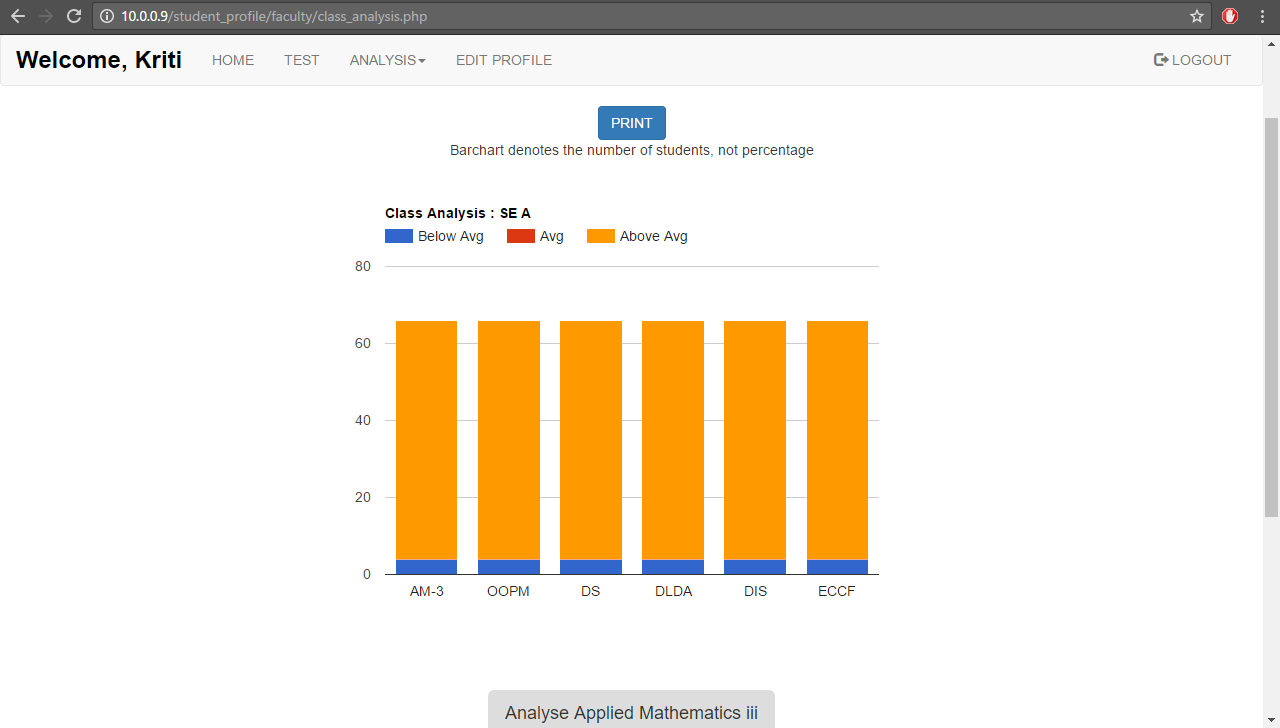 10.0.0.9/student_profile/faculty/class_analysis.php
Welcome, Kriti HOME TEST ANALYSIS EDIT PROFILE LOGOUT
PRINT
Barchart denotes the number of students, not percentage
Class Analysis : SE A
Below Avg Avg Above Avg
80
60
40
20
0
AM-3 OOPM DS DLDA DIS ECCF
Analyse Applied Mathematics iii